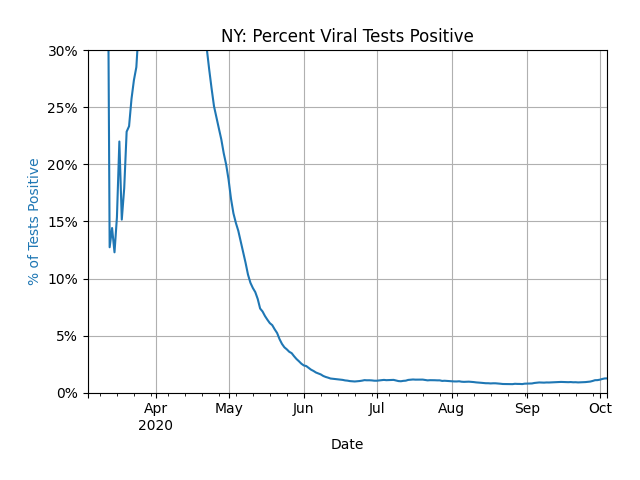 NY: Percent Viral Tests Positive
30%
25%
20%
15%
10%
5%
0%
% of Tests Positive
Apr
2020
May
Jun
Jul
Aug
Sep
Oct
Date